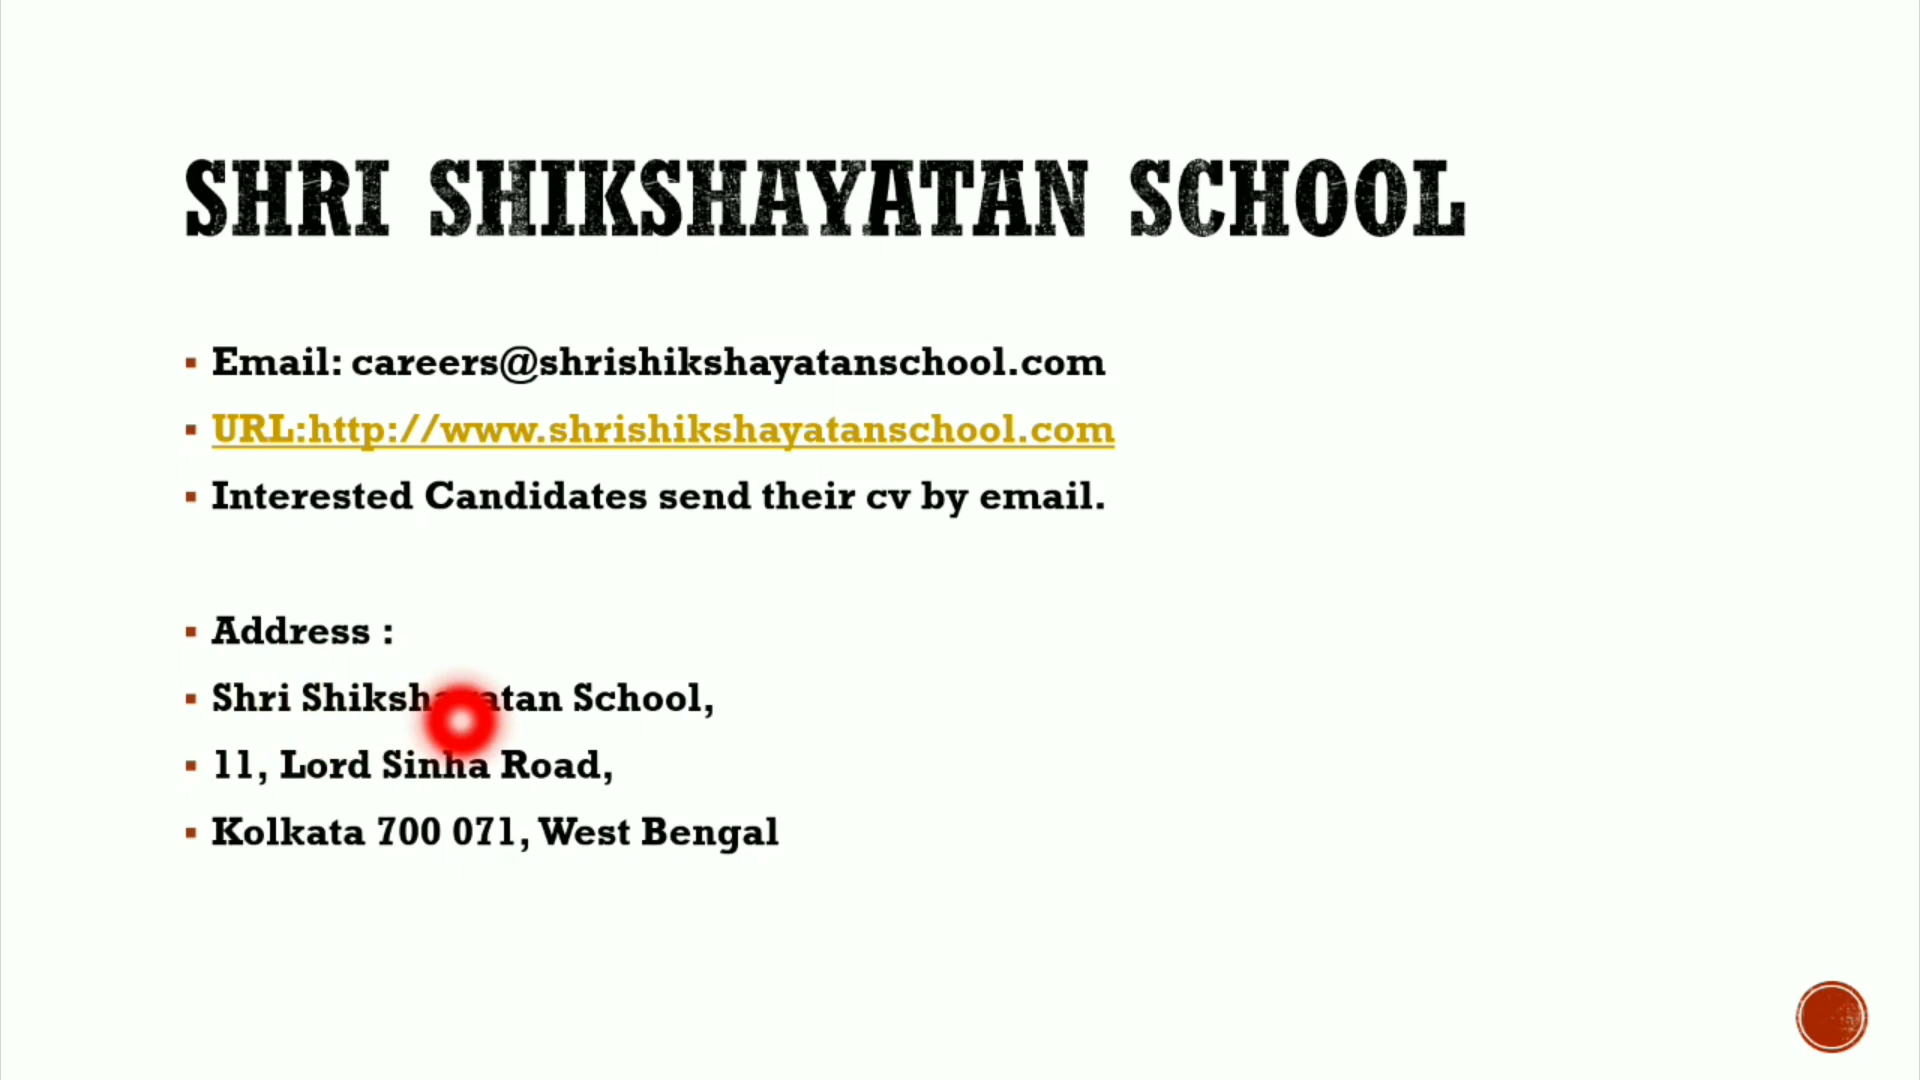 SHRI SHIKSHAYATAN SCHOOL
Email: careers@shrishikshayatanschool.com
URL:http://www.shrishikshayatanschool.com
Interested Candidates send their cv by email.
Address :
Shri Shikshayatan School,
11, Lord Sinha Road,
Kolkata 700 071, West Bengal